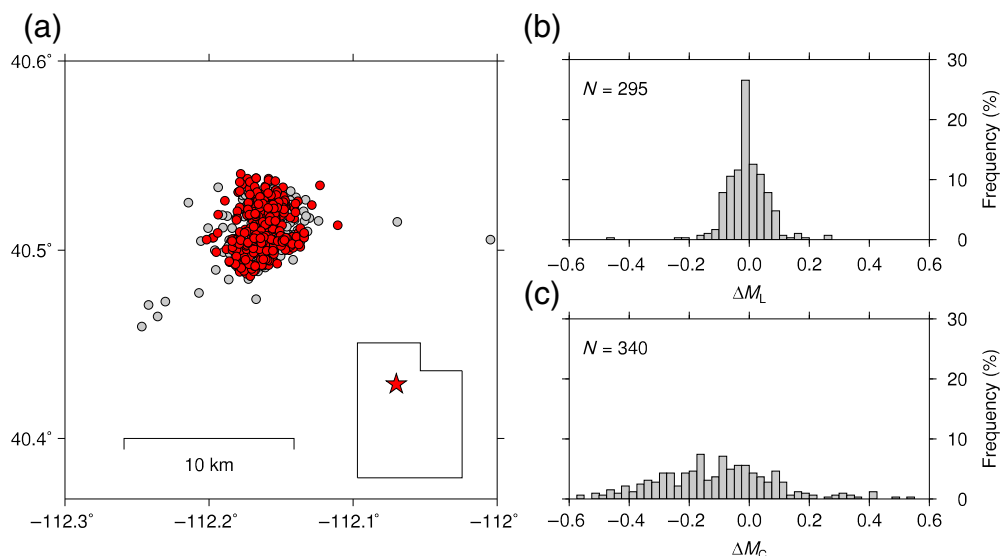 (a)
40.6°
40.5°
40.4°
−112.3°
−112.2°
−112.1°
−112°
10 km
(b)
N = 295
30
20
10
0
Frequency (%)
−0.6
−0.4
−0.2
0.0
0.2
0.4
0.6
ΔML
(c)
N = 340
30
20
10
0
Frequency (%)
−0.6
−0.4
−0.2
0.0
0.2
0.4
0.6
ΔMC